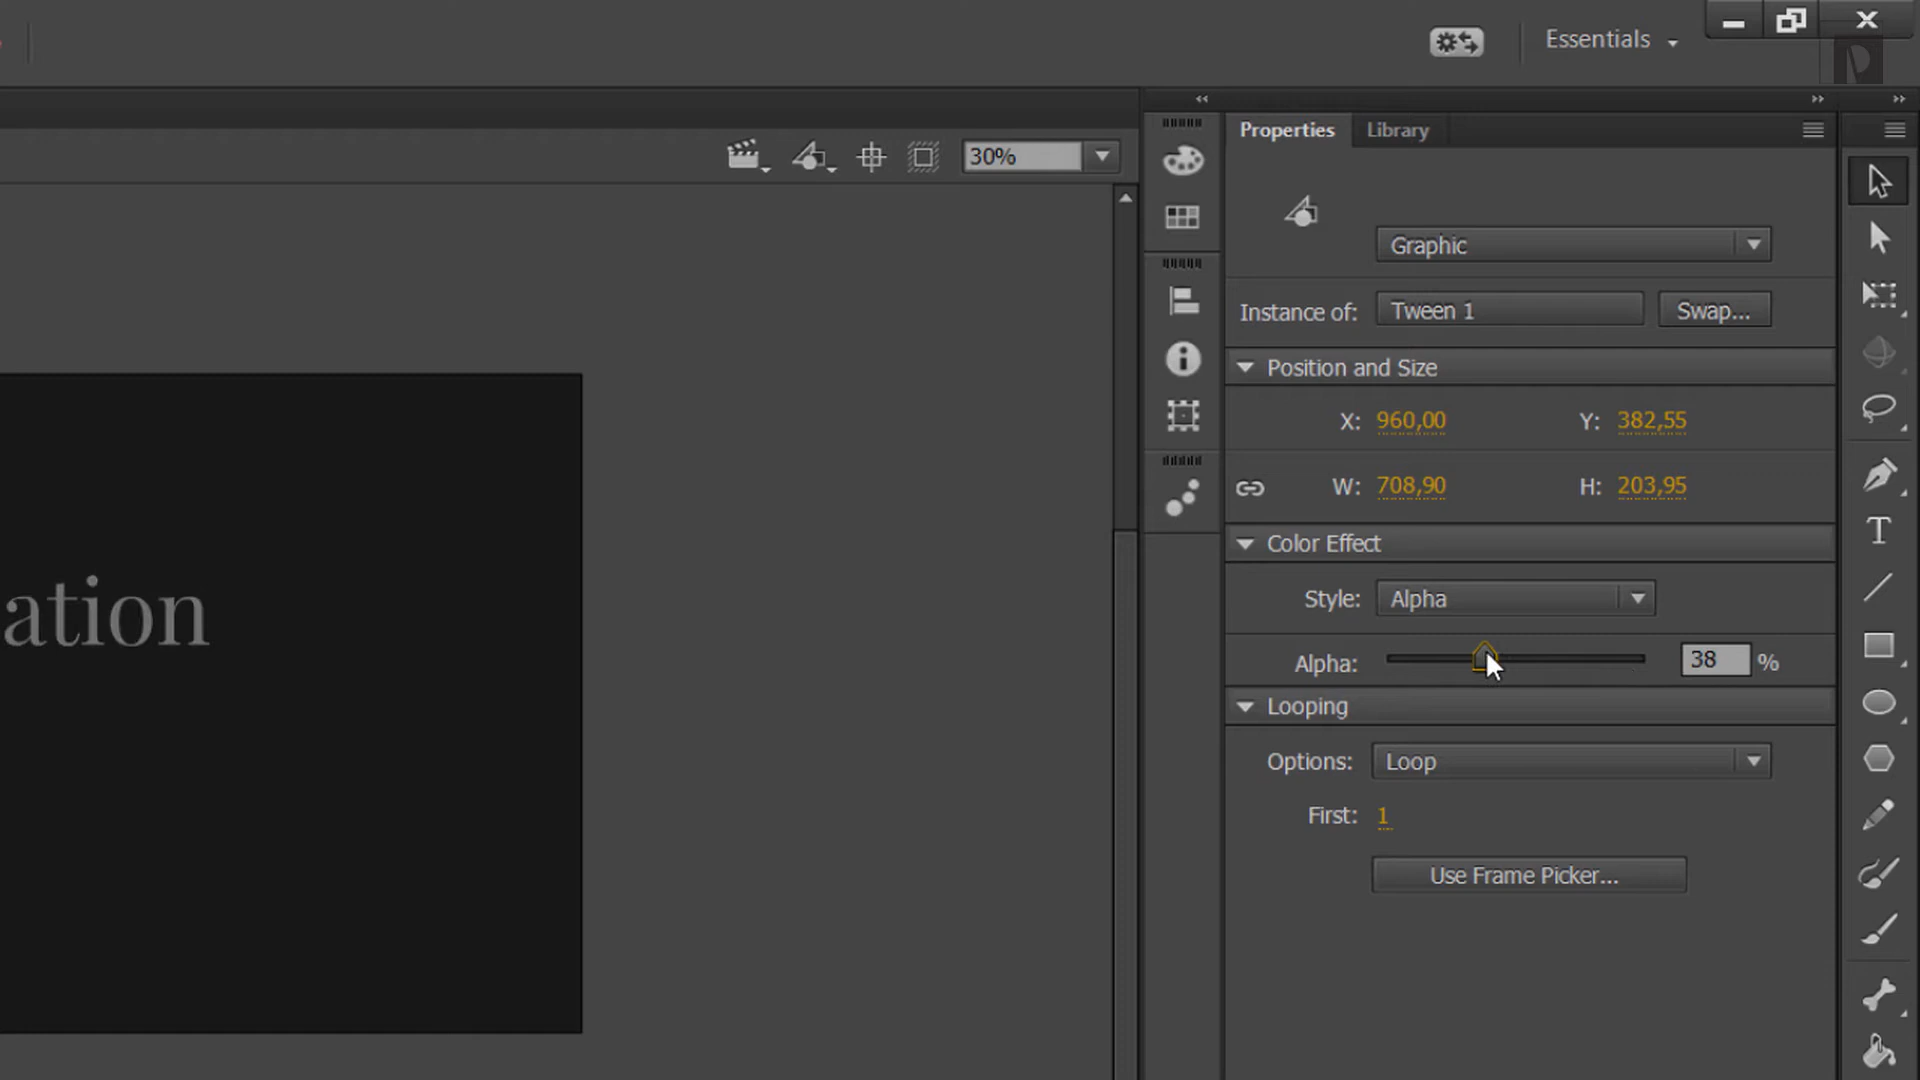 Essentials
Properties Library
30%
Graphic
Instance of: Tween 1 Swap...
Position and Size
X: 960,00 Y: 382,55
W: 708,90 H: 203,95
Color Effect
Style: Alpha
ation
Alpha: 38 %
Looping
Options: Loop
First: 1
Use Frame Picker...
T